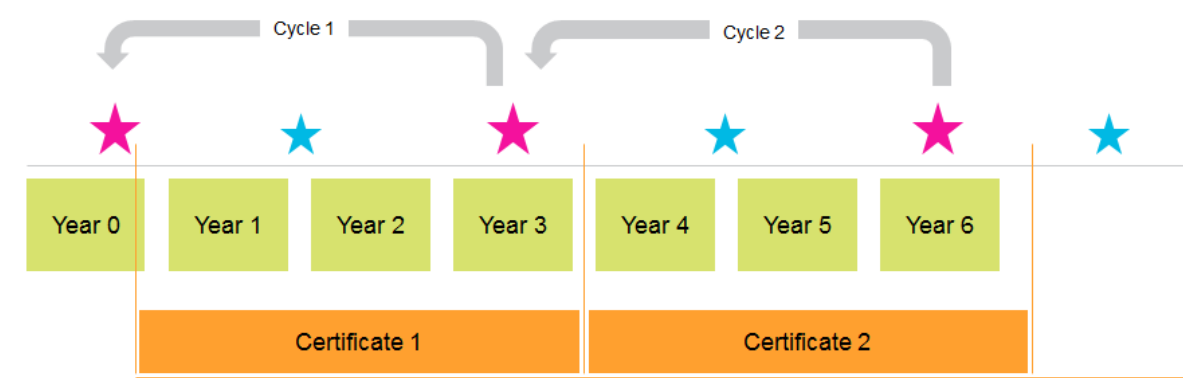 Cycle 1
Cycle 2
Year 0
Year 1
Year 2
Year 3
Year 4
Year 5
Year 6
Certificate 1
Certificate 2